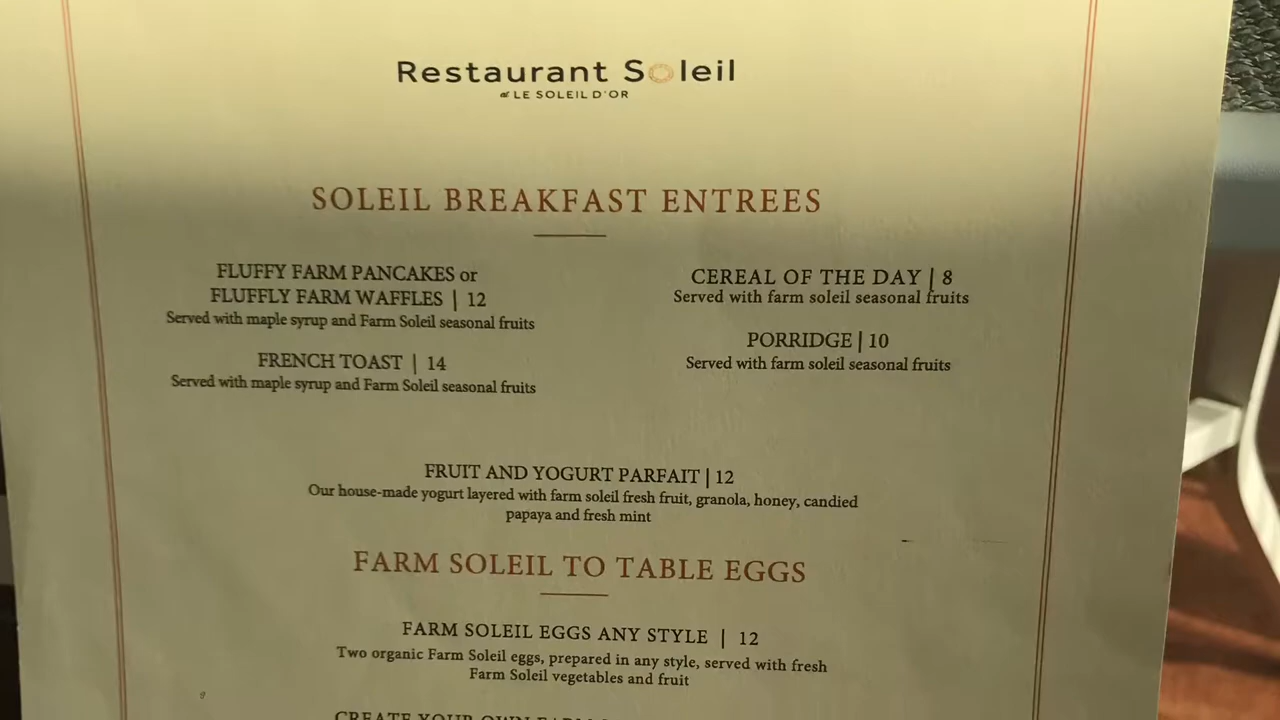 Restaurant Soleil
at LE SOLEIL D'OR
SOLEIL BREAKFAST ENTREES
FLUFFY FARM PANCAKES or
FLUFFLY FARM WAFFLES | 12
Served with maple syrup and Farm Soleil seasonal fruits
FRENCH TOAST | 14
Served with maple syrup and Farm Soleil seasonal fruits
CEREAL OF THE DAY | 8
Served with farm soleil seasonal fruits
PORRIDGE | 10
Served with farm soleil seasonal fruits
FRUIT AND YOGURT PARFAIT | 12
Our house-made yogurt layered with farm soleil fresh fruit, granola, honey, candied
papaya and fresh mint
FARM SOLEIL TO TABLE EGGS
FARM SOLEIL EGGS ANY STYLE | 12
Two organic Farm Soleil eggs, prepared in any style, served with fresh
Farm Soleil vegetables and fruit
CREATE YOUR OWN